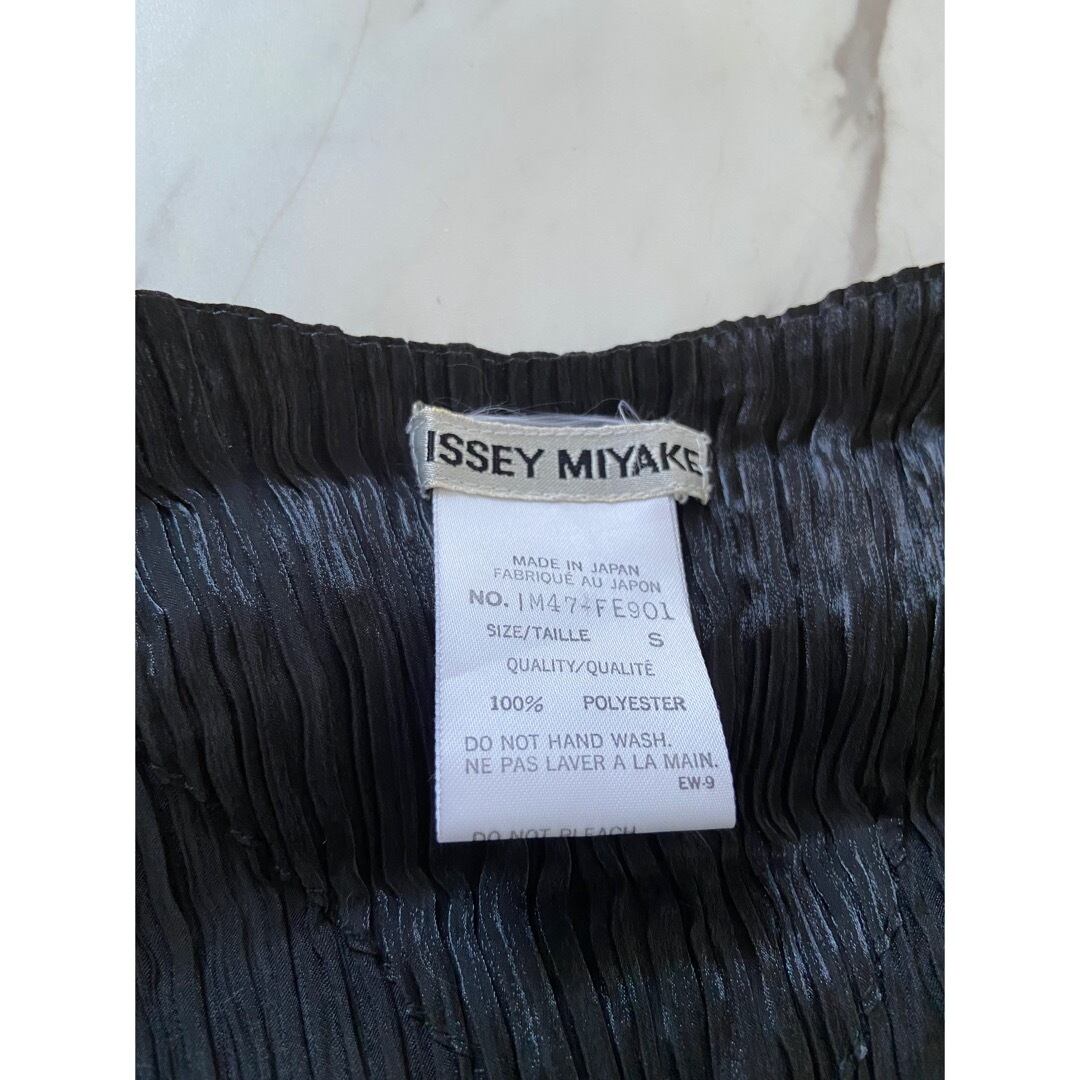 ISSEY MIYAKE
MADE IN JAPAN
FABRIQUÉ AU JAPON
NO. IM47-FE901
SIZE/TAILLE S
QUALITY/QUALITÉ
100% POLYESTER
DO NOT HAND WASH.
NE PAS LAVER A LA MAIN.
EW-9
DO NOT BLEACH